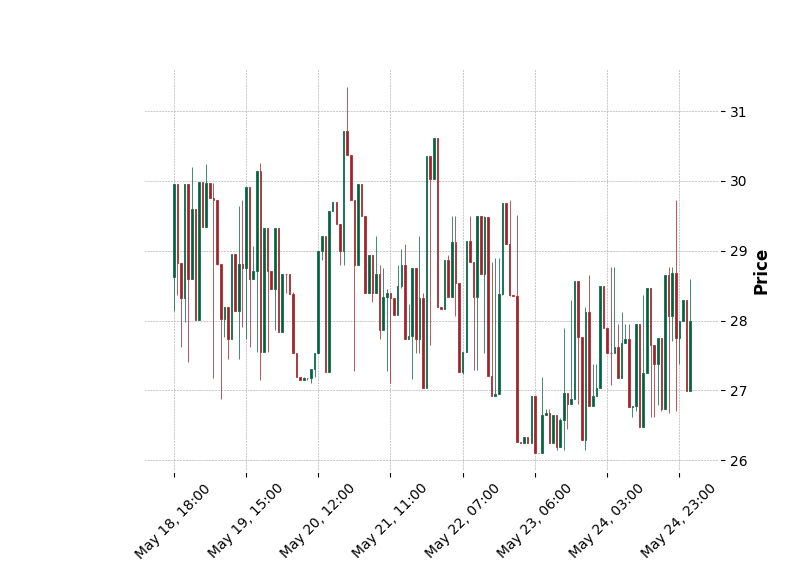 31
30
29
28
27
26
Price
May 18, 18:00
May 19, 15:00
May 20, 12:00
May 21, 11:00
May 22, 07:00
May 23, 06:00
May 24, 03:00
May 24, 23:00